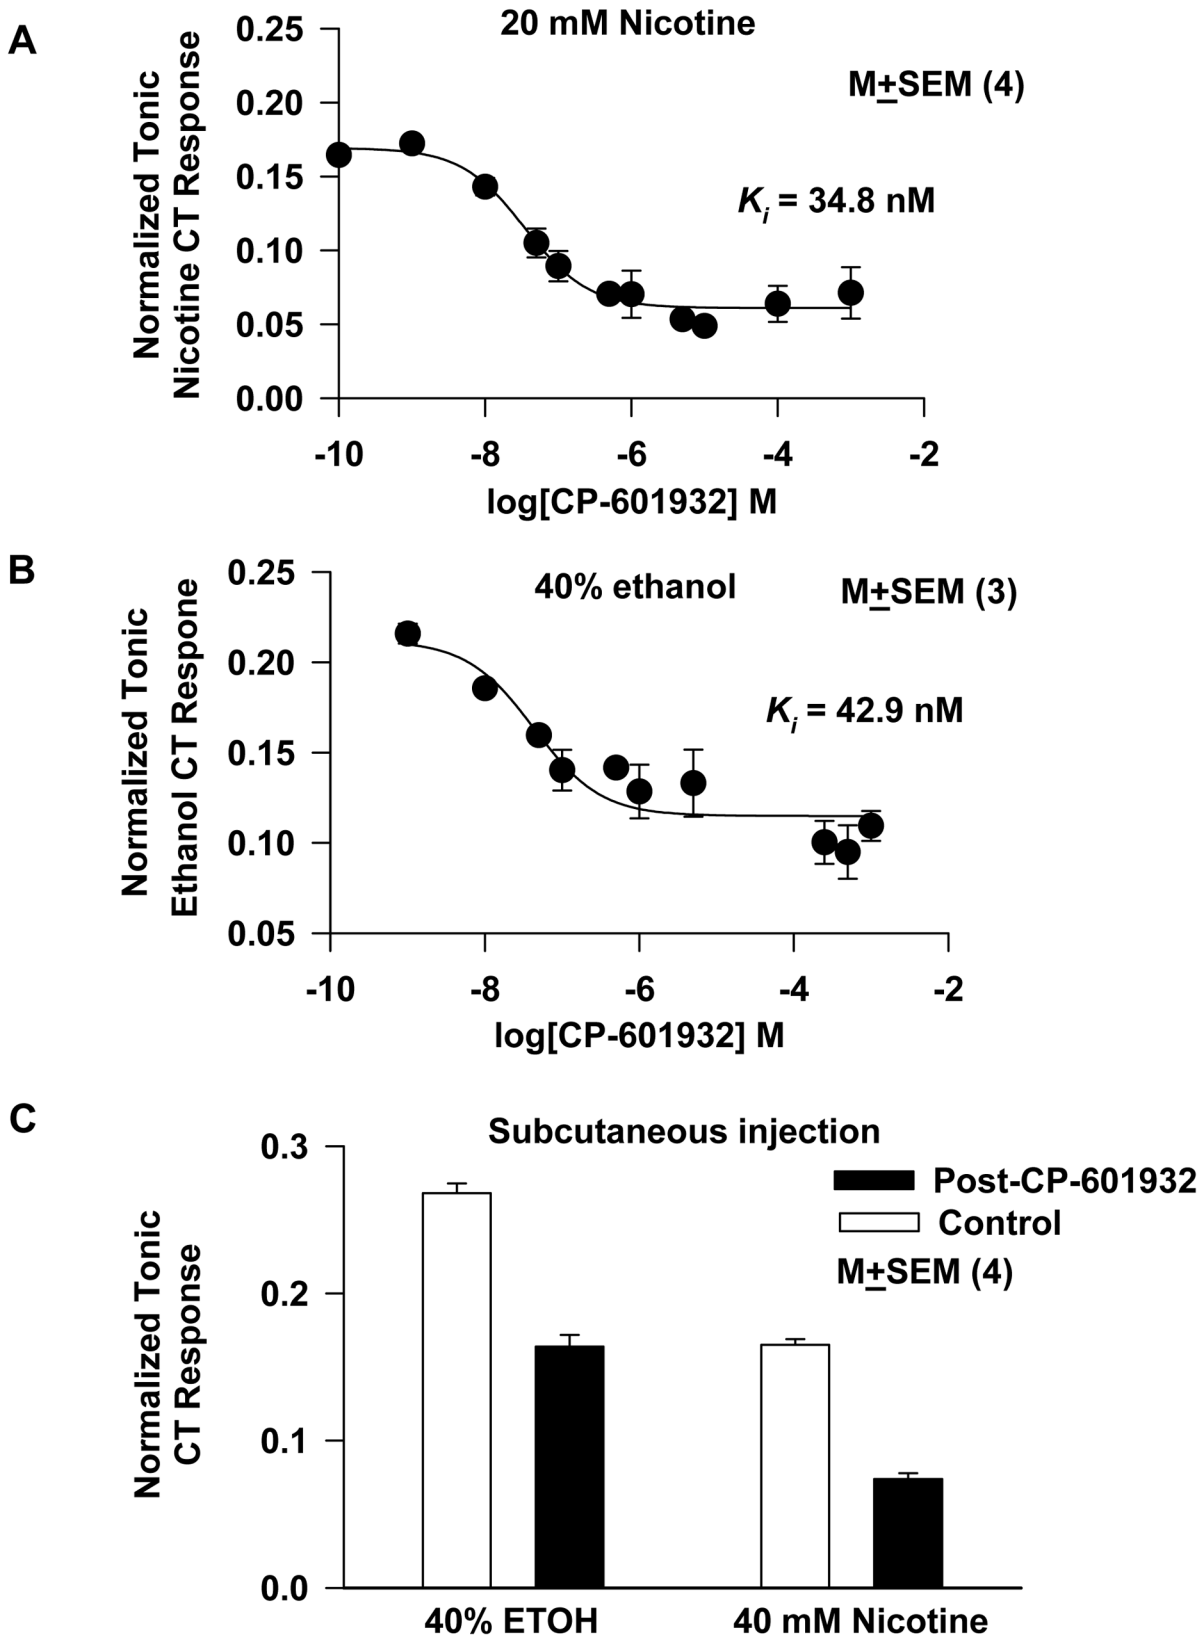 A
20 mM Nicotine
M±SEM (4)
Ki = 34.8 nM
Normalized Tonic
Nicotine CT Response
0.25
0.20
0.15
0.10
0.05
0.00
-10 -8 -6 -4 -2
log[CP-601932] M
B
40% ethanol
M±SEM (3)
Ki = 42.9 nM
Normalized Tonic
Ethanol CT Respone
0.25
0.20
0.15
0.10
0.05
-10 -8 -6 -4 -2
log[CP-601932] M
C
Subcutaneous injection
Post-CP-601932
Control
M±SEM (4)
Normalized Tonic
CT Response
0.3
0.2
0.1
0.0
40% ETOH 40 mM Nicotine